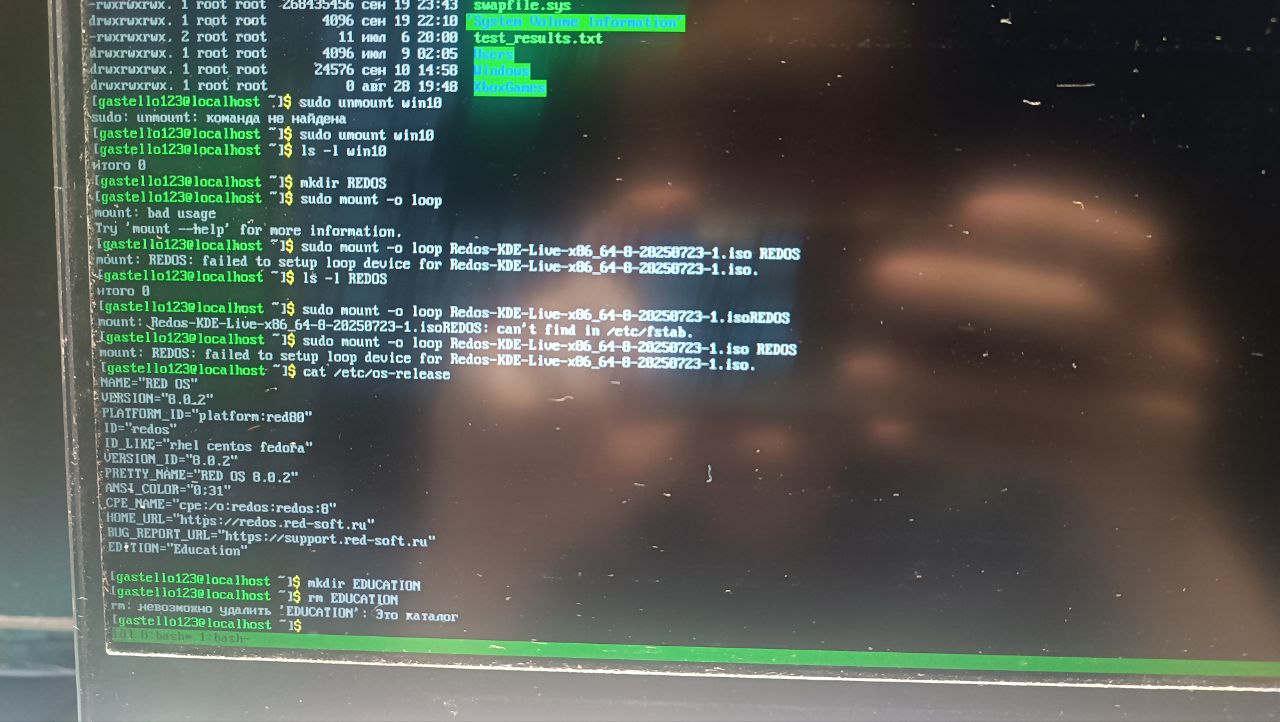 -rwxrwxrwx. 1 root root 268435456 сен 19 23:43 swapfile.sys
drwxrwxrwx. 1 root root 4096 сен 19 22:10 'System Volume Information'
-rwxrwxrwx. 2 root root 11 июл 6 20:00 test_results.txt
drwxrwxrwx. 1 root root 4096 июл 9 02:05 Users
drwxrwxrwx. 1 root root 24576 сен 10 14:58 Windows
drwxrwxrwx. 1 root root 0 авг 28 19:48 XboxGames
[gastello123@localhost ~]$ sudo unmount win10
sudo: unmount: команда не найдена
[gastello123@localhost ~]$ sudo umount win10
[gastello123@localhost ~]$ ls -l win10
итого 0
[gastello123@localhost ~]$ mkdir REDOS
[gastello123@localhost ~]$ sudo mount -o loop
mount: bad usage
Try 'mount --help' for more information.
[gastello123@localhost ~]$ sudo mount -o loop Redos-KDE-Live-x86_64-8-20250723-1.iso REDOS
mount: REDOS: failed to setup loop device for Redos-KDE-Live-x86_64-8-20250723-1.iso.
[gastello123@localhost ~]$ ls -l REDOS
итого 0
[gastello123@localhost ~]$ sudo mount -o loop Redos-KDE-Live-x86_64-8-20250723-1.isoREDOS
mount: Redos-KDE-Live-x86_64-8-20250723-1.isoREDOS: can't find in /etc/fstab.
[gastello123@localhost ~]$ sudo mount -o loop Redos-KDE-Live-x86_64-8-20250723-1.iso REDOS
mount: REDOS: failed to setup loop device for Redos-KDE-Live-x86_64-8-20250723-1.iso.
[gastello123@localhost ~]$ cat /etc/os-release
NAME="RED OS"
VERSION="8.0.2"
PLATFORM_ID="platform:red80"
ID="redos"
ID_LIKE="rhel centos fedora"
VERSION_ID="8.0.2"
PRETTY_NAME="RED OS 8.0.2"
ANSI_COLOR="0;31"
CPE_NAME="cpe:/o:redos:redos:8"
HOME_URL="https://redos.red-soft.ru"
BUG_REPORT_URL="https://support.red-soft.ru"
EDITION="Education"
[gastello123@localhost ~]$ mkdir EDUCATION
[gastello123@localhost ~]$ rm EDUCATION
rm: невозможно удалить 'EDUCATION': Это каталог
[gastello123@localhost ~]$
0:bash* 1:bash-